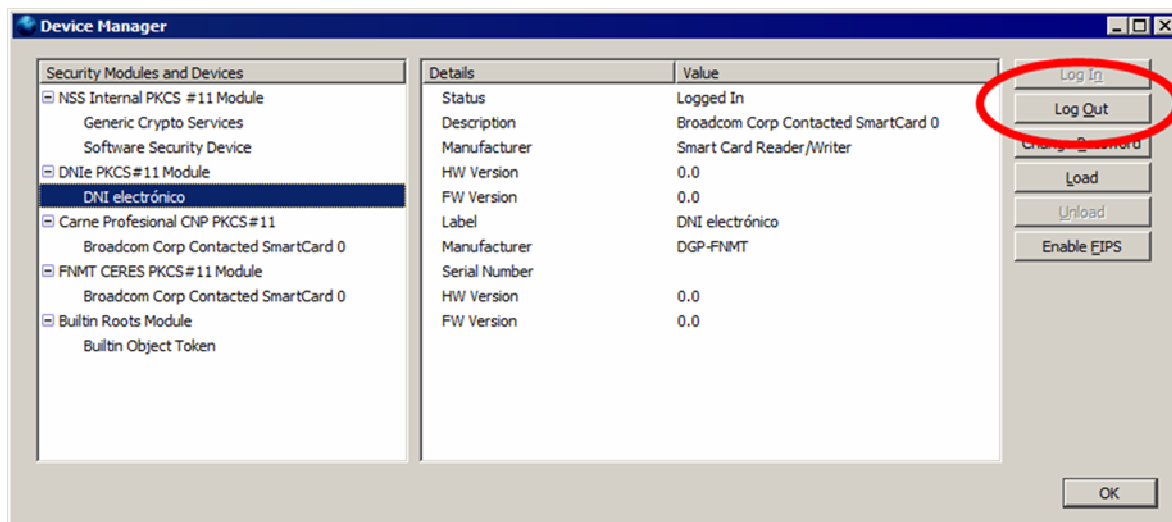 Device Manager
Security Modules and Devices
NSS Internal PKCS #11 Module
Generic Crypto Services
Software Security Device
DNIe PKCS#11 Module
DNI electrónico
Carne Profesional CNP PKCS#11
Broadcom Corp Contacted SmartCard 0
FNMT CERES PKCS#11 Module
Broadcom Corp Contacted SmartCard 0
Builtin Roots Module
Builtin Object Token
Details Value
Status Logged In
Description Broadcom Corp Contacted SmartCard 0
Manufacturer Smart Card Reader/Writer
HW Version 0.0
FW Version 0.0
Label DNI electrónico
Manufacturer DGP-FNMT
Serial Number
HW Version 0.0
FW Version 0.0
Log In
Log Out
Change Password
Load
Unload
Enable FIPS
OK